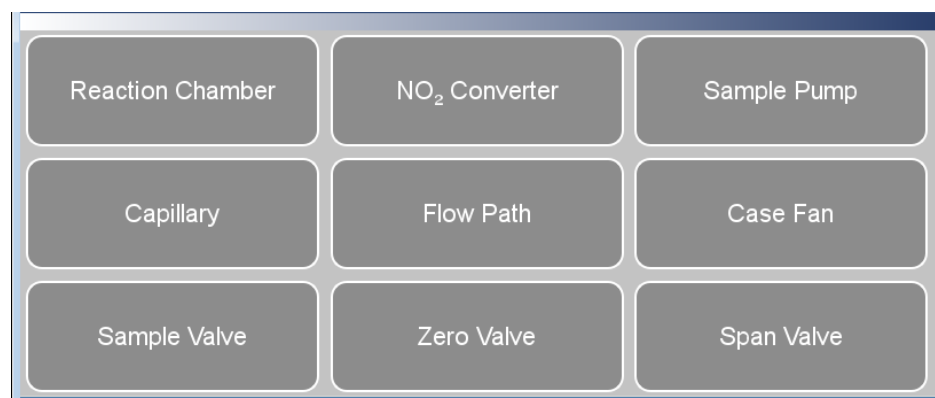 Reaction Chamber
NO₂ Converter
Sample Pump
Capillary
Flow Path
Case Fan
Sample Valve
Zero Valve
Span Valve